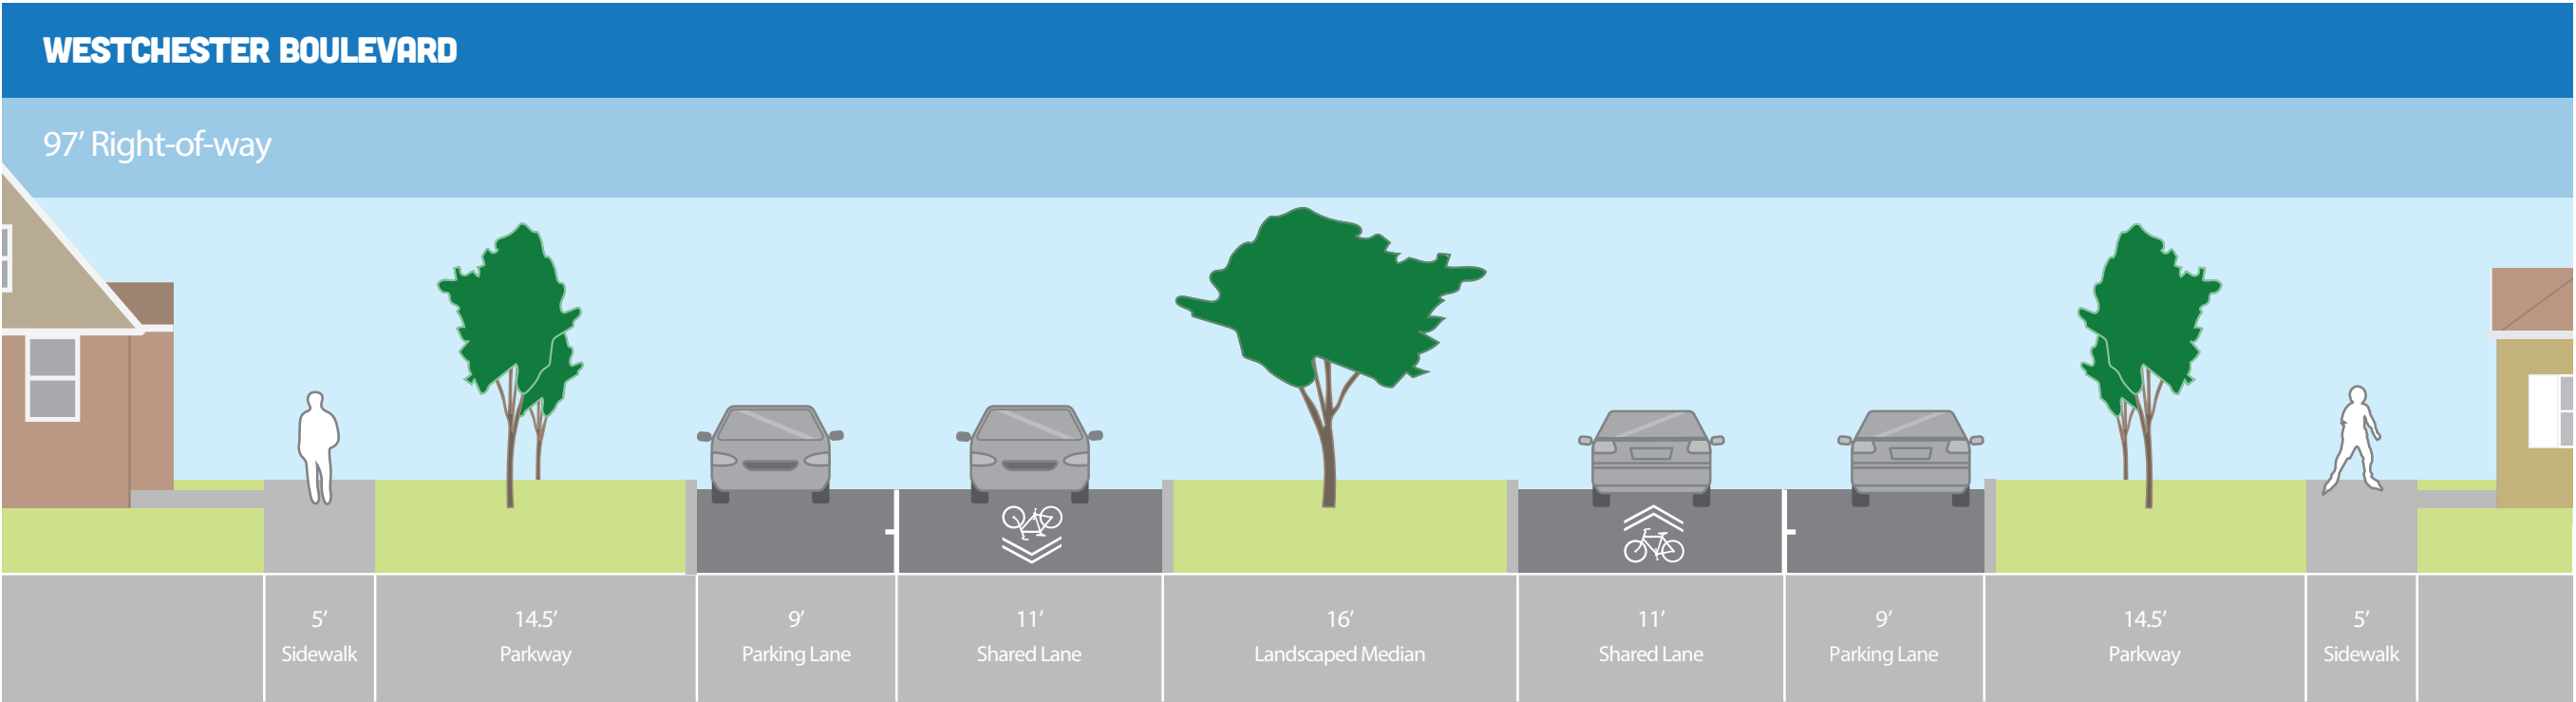 WESTCHESTER BOULEVARD
97’ Right-of-way
5’
Sidewalk
14.5’
Parkway
9’
Parking Lane
11’
Shared Lane
16’
Landscaped Median
11’
Shared Lane
9’
Parking Lane
14.5’
Parkway
5’
Sidewalk